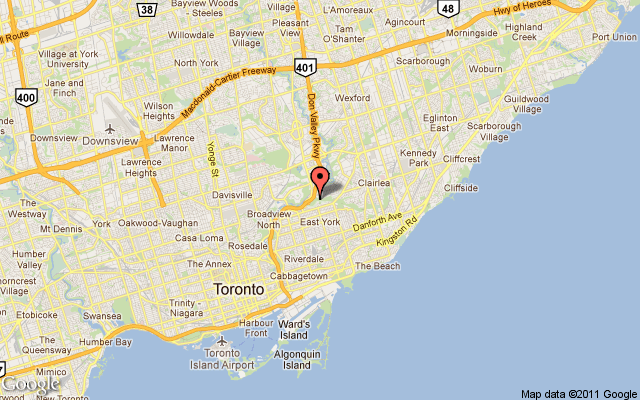 Bayview Woods
- Steeles
38
L'Amoreaux
48
Hwy of Heroes
Port Union
Willowdale
Bayview
Village
Pleasant
View
Agincourt
Morningside
Highland
Creek
ll Route
Village at York
University
Tam
O'Shanter
North York
401
Macdonald-Cartier Freeway
Scarborough
Woburn
Jane and
Finch
400
Don Valley Pkwy
Wexford
Guildwood
Village
Wilson
Heights
Eglinton
East
Scarborough
Village
Downsview
Downsview
Lawrence
Manor
Yonge St
Kennedy
Park
Cliffcrest
Lawrence
Heights
Clairlea
Cliffside
The
Westway
Davisville
Mt Dennis
Oakwood-Vaughan
Broadview
North
East York
Danforth Ave
Casa Loma
Kingston Rd
Rosedale
Humber
Valley
The Annex
Riverdale
The Beach
Cabbagetown
horncrest
Village
Toronto
Trinity -
Niagara
Etobicoke
Swansea
Harbour
Front
Ward's
Island
Humber Bay
The
Queensway
Toronto
Island Airport
Algonquin
Island
Mimico
New Toronto
Google
Map data ©2011 Google